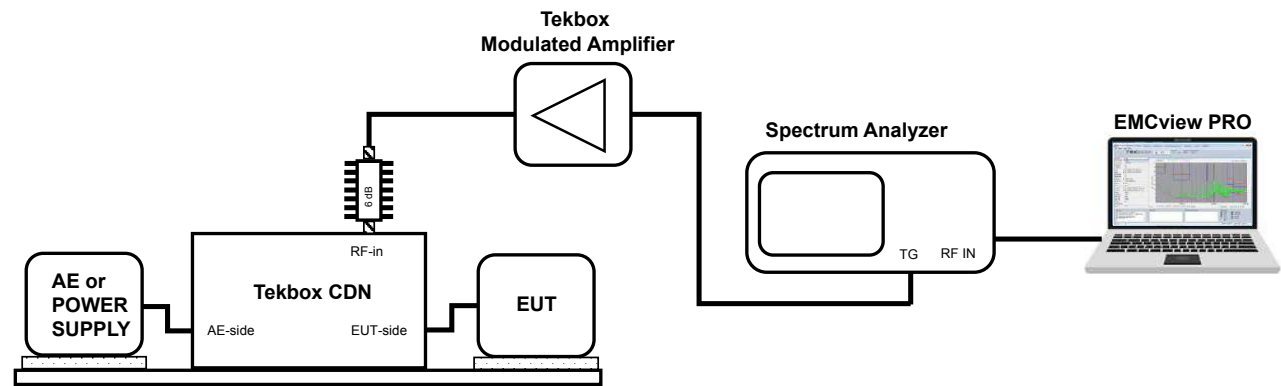 Tekbox
Modulated Amplifier
Spectrum Analyzer
EMCview PRO
6 dB
RF-in
TG
RF IN
AE or
POWER
SUPPLY
Tekbox CDN
EUT
AE-side
EUT-side